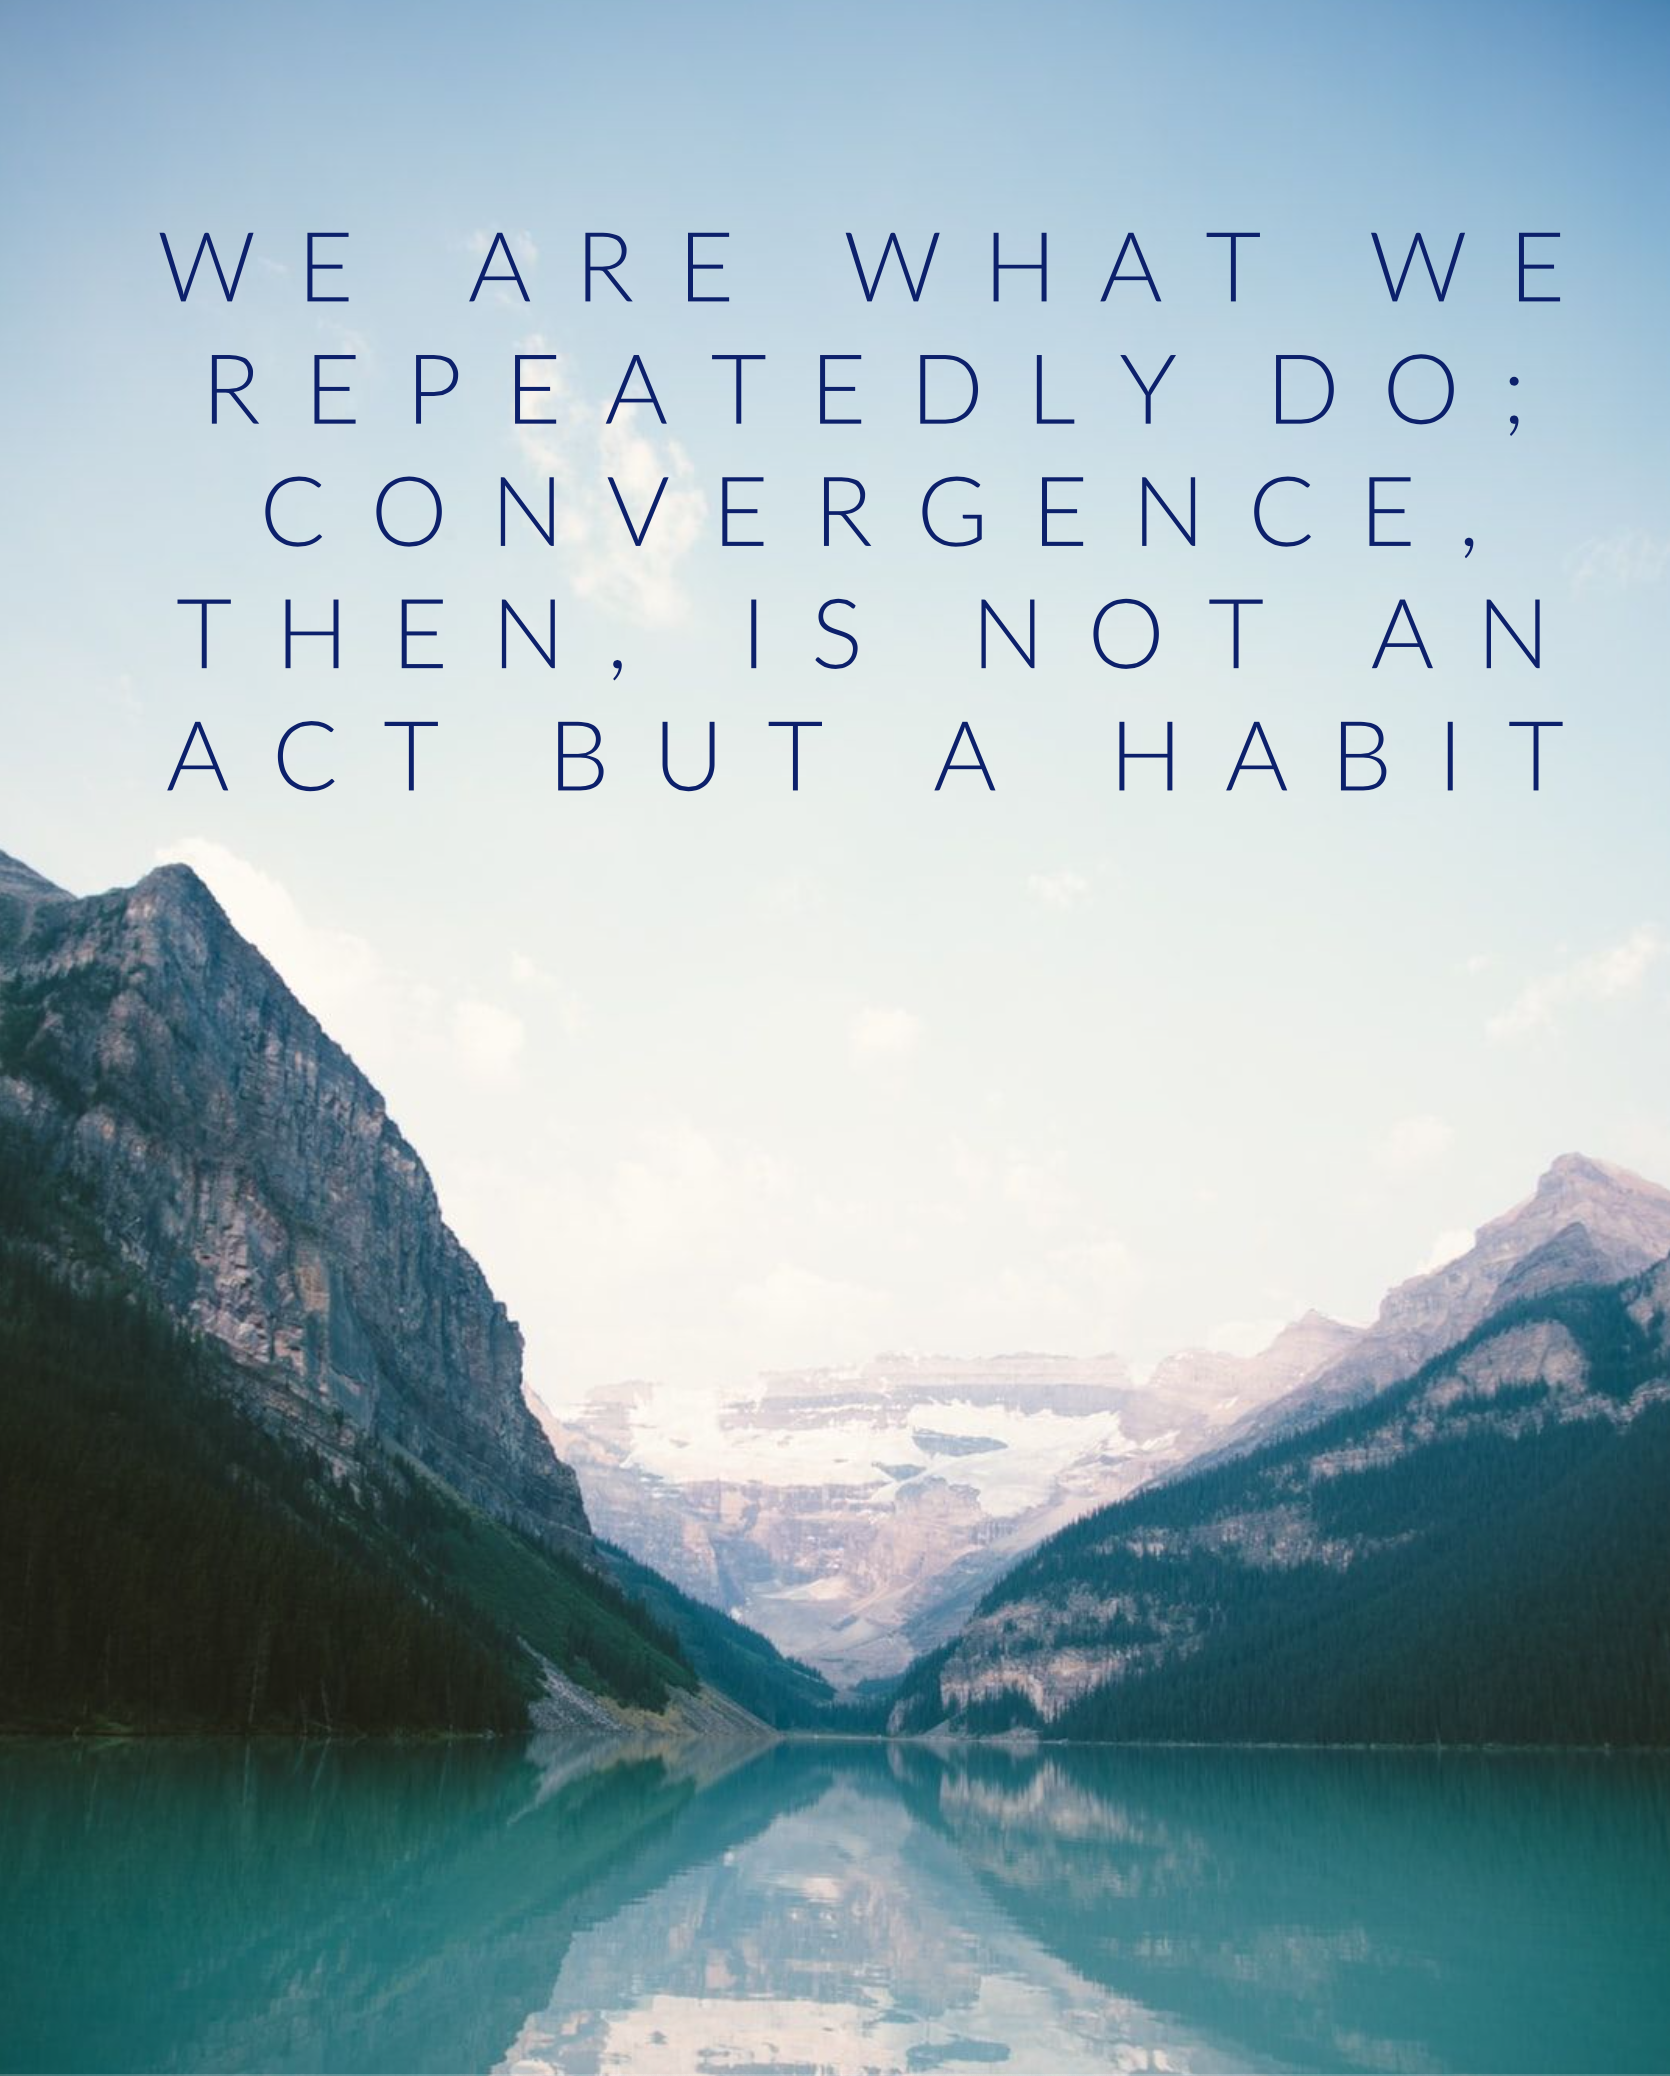 WE ARE WHAT WE
REPEATEDLY DO;
CONVERGENCE,
THEN, IS NOT AN
ACT BUT A HABIT